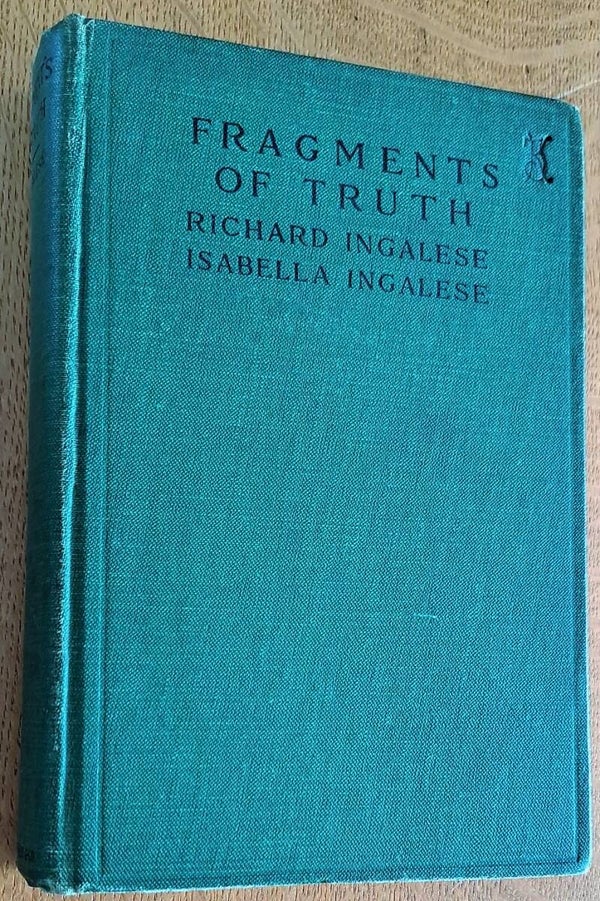 FRAGMENTS
OF TRUTH
RICHARD INGALESE
ISABELLA INGALESE
K